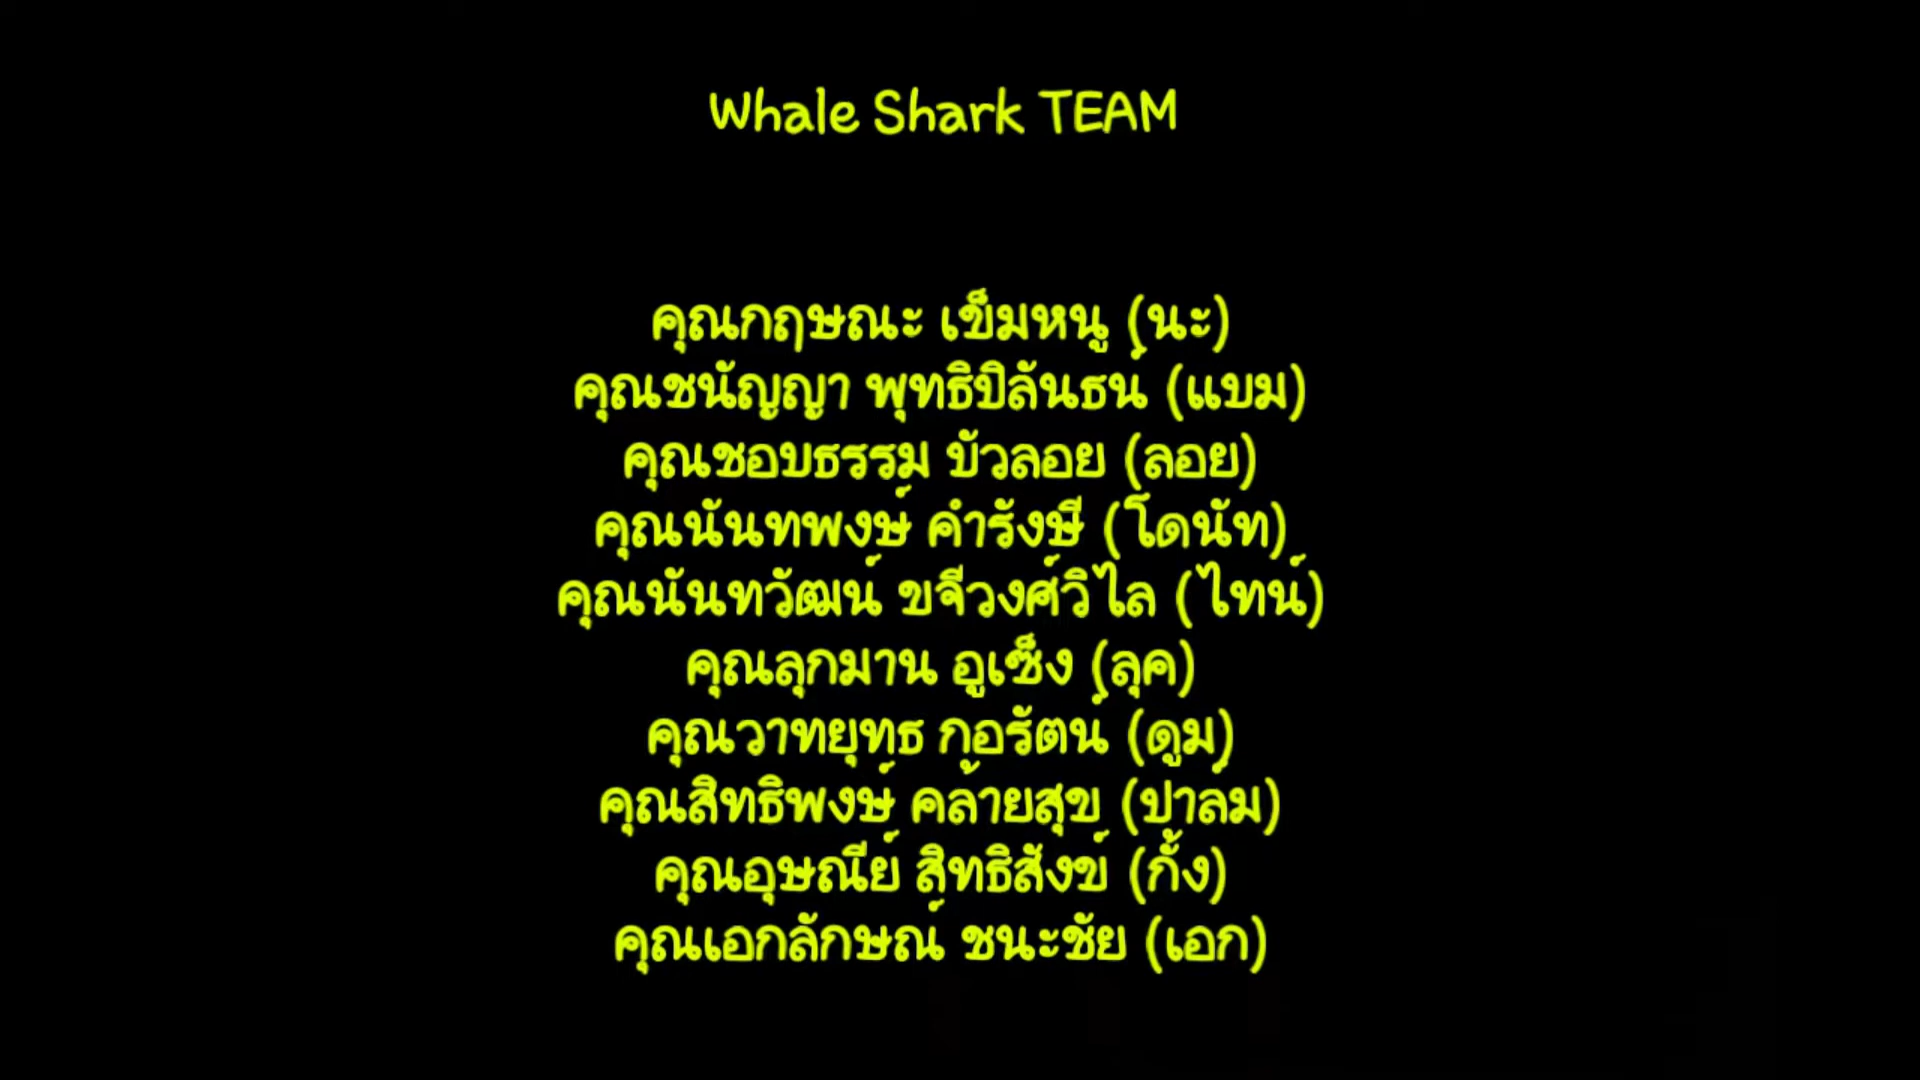 Whale Shark TEAM
คุณกฤษณะ เข็มหนู (นะ)
คุณชนัญญา พุทธิปิลันธน์ (แบม)
คุณชอบธรรม บัวลอย (ลอย)
คุณนันทพงษ์ คำรังษี (โดนัท)
คุณนันทวัฒน์ ขจีวงศ์วิไล (ไทน์)
คุณลุกมาน อูเซ็ง (ลุค)
คุณวาทยุทธ กอรัตน์ (ดูม)
คุณสิทธิพงษ์ คล้ายสุข (ปาล์ม)
คุณอุษณีย์ สิทธิสังข์ (กั้ง)
คุณเอกลักษณ์ ชนะชัย (เอก)